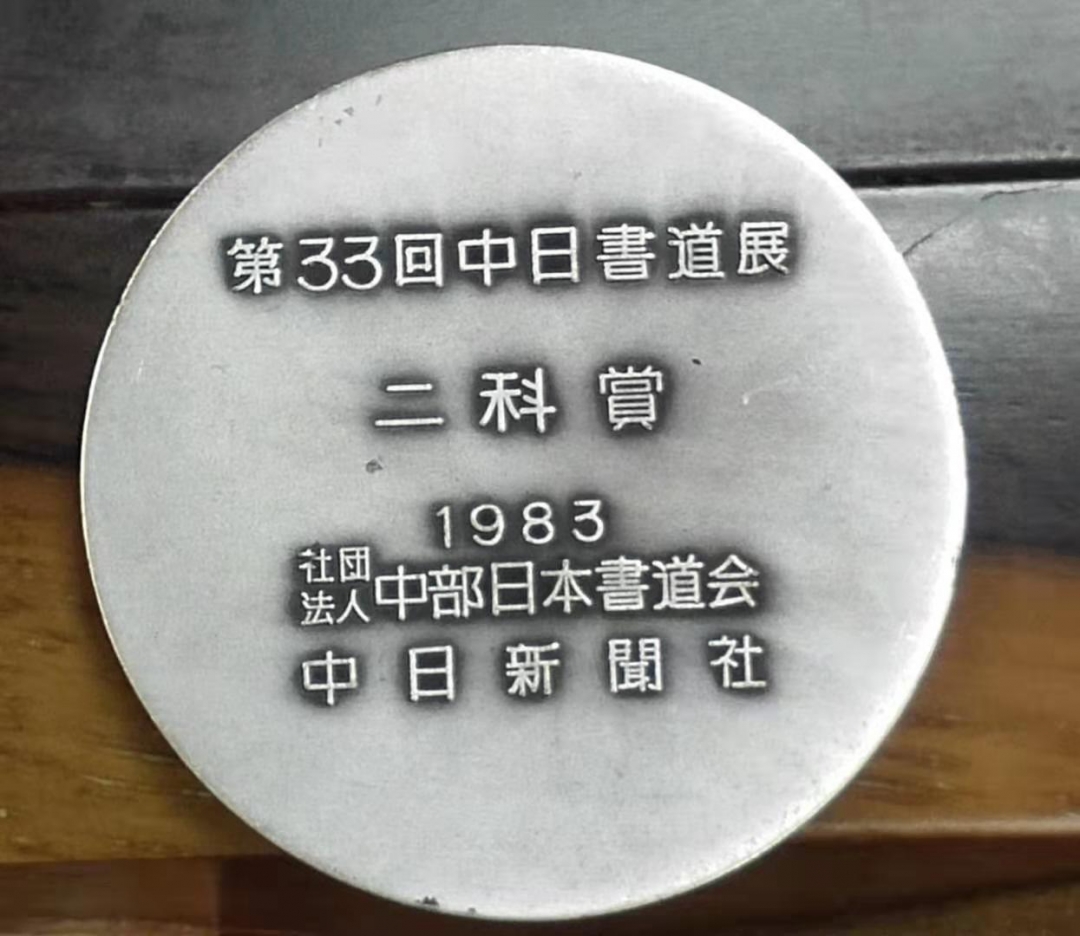 第33回中日書道展
二科賞
1983
社団法人中部日本書道会
中日新聞社